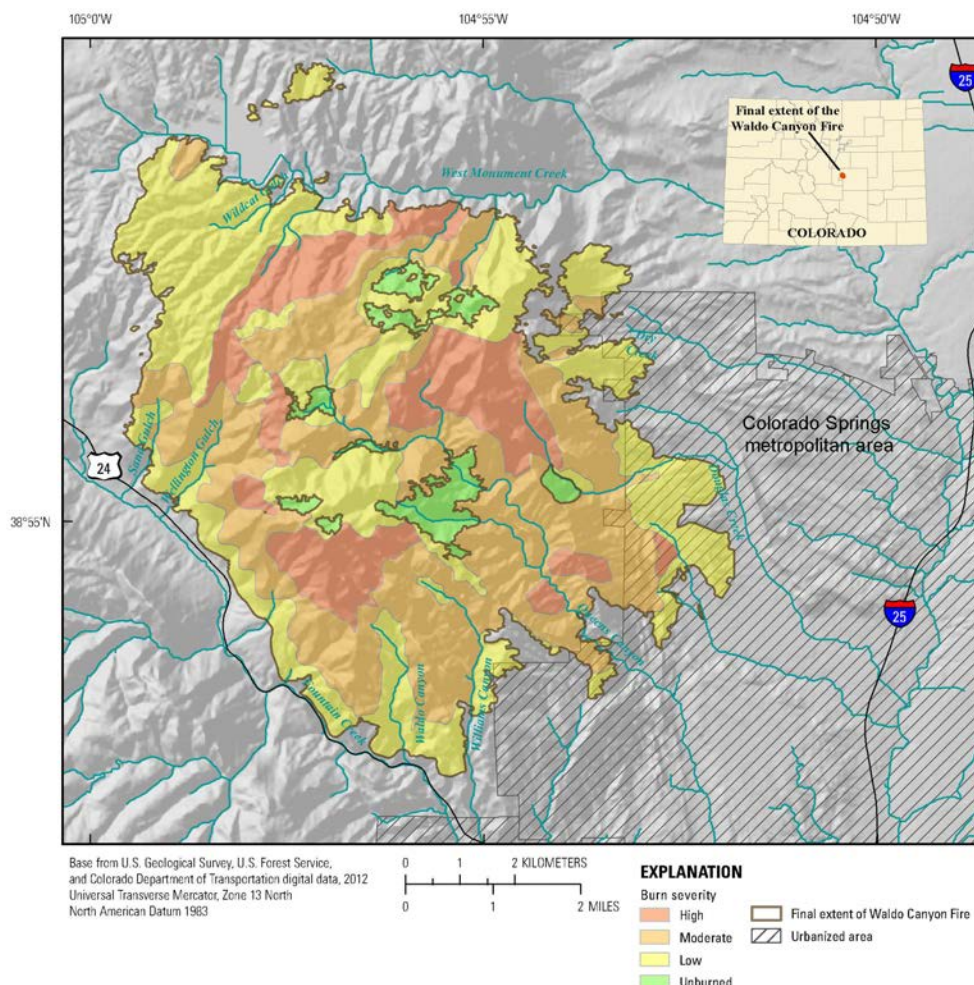 105°0'W
104°55'W
104°50'W
25
Final extent of the
Waldo Canyon Fire
COLORADO
West Monument Creek
Wildcat Gulch
Creek
Colorado Springs
metropolitan area
Sand Gulch
Wellington Gulch
24
38°55'N
Douglas Creek
25
Queens Canyon
Fountain Creek
Waldo Canyon
Williams Canyon
Base from U.S. Geological Survey, U.S. Forest Service,
and Colorado Department of Transportation digital data, 2012
Universal Transverse Mercator, Zone 13 North
North American Datum 1983
0 1 2 KILOMETERS
0 1 2 MILES
EXPLANATION
Burn severity
High
Moderate
Low
Unburned
Final extent of Waldo Canyon Fire
Urbanized area